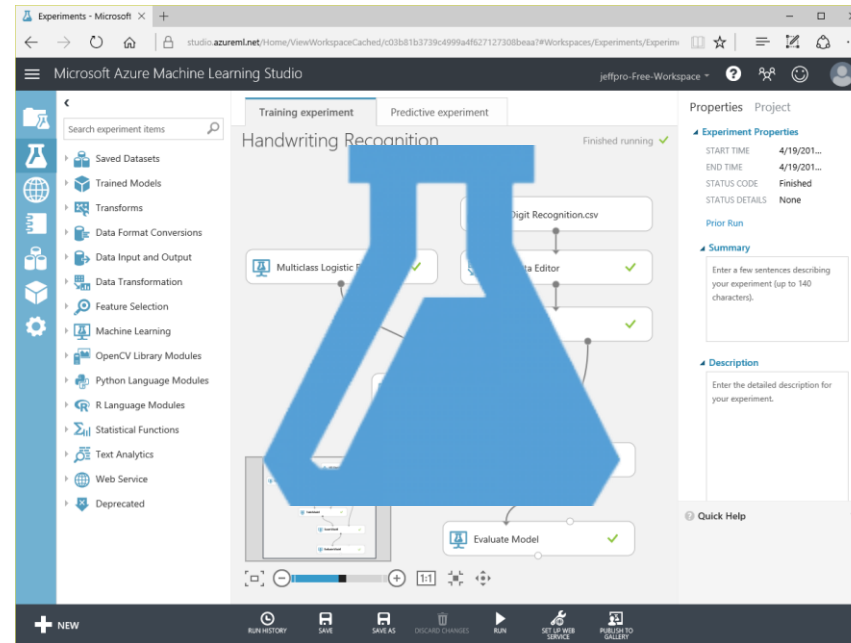 Experiments - Microsoft
studio.azureml.net/Home/ViewWorkspaceCached/c03b81b3739c4999a4f627127308beaa?#Workspaces/Experiments/Experim
Microsoft Azure Machine Learning Studio
jeffpro-Free-Workspace
Search experiment items
Saved Datasets
Trained Models
Transforms
Data Format Conversions
Data Input and Output
Data Transformation
Feature Selection
Machine Learning
OpenCV Library Modules
Python Language Modules
R Language Modules
Statistical Functions
Text Analytics
Web Service
Deprecated
Training experiment Predictive experiment
Handwriting Recognition
Finished running
Digit Recognition.csv
Multiclass Logistic
Editor
Evaluate Model
1:1
Properties Project
Experiment Properties
START TIME 4/19/201...
END TIME 4/19/201...
STATUS CODE Finished
STATUS DETAILS None
Prior Run
Summary
Enter a few sentences describing
your experiment (up to 140
characters).
Description
Enter the detailed description for
your experiment.
Quick Help
NEW
RUN HISTORY
SAVE
SAVE AS
DISCARD CHANGES
RUN
SET UP WEB
SERVICE
PUBLISH TO
GALLERY